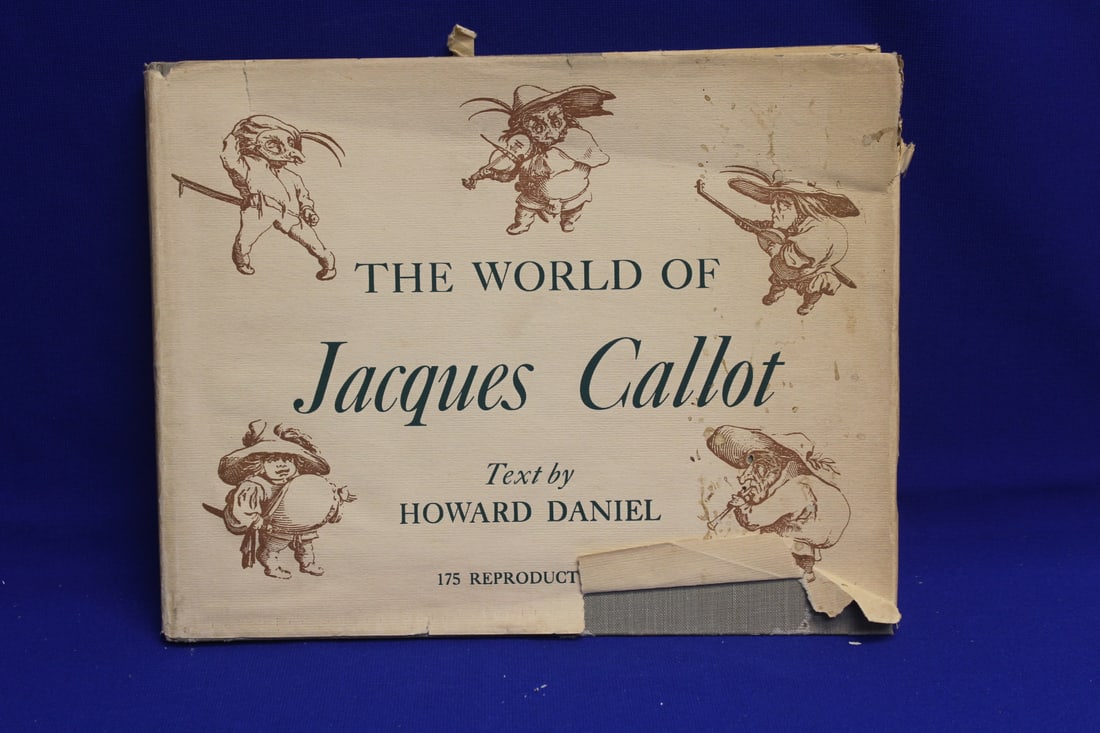 THE WORLD OF
Jacques Callot
Text by
HOWARD DANIEL
175 REPRODUCT